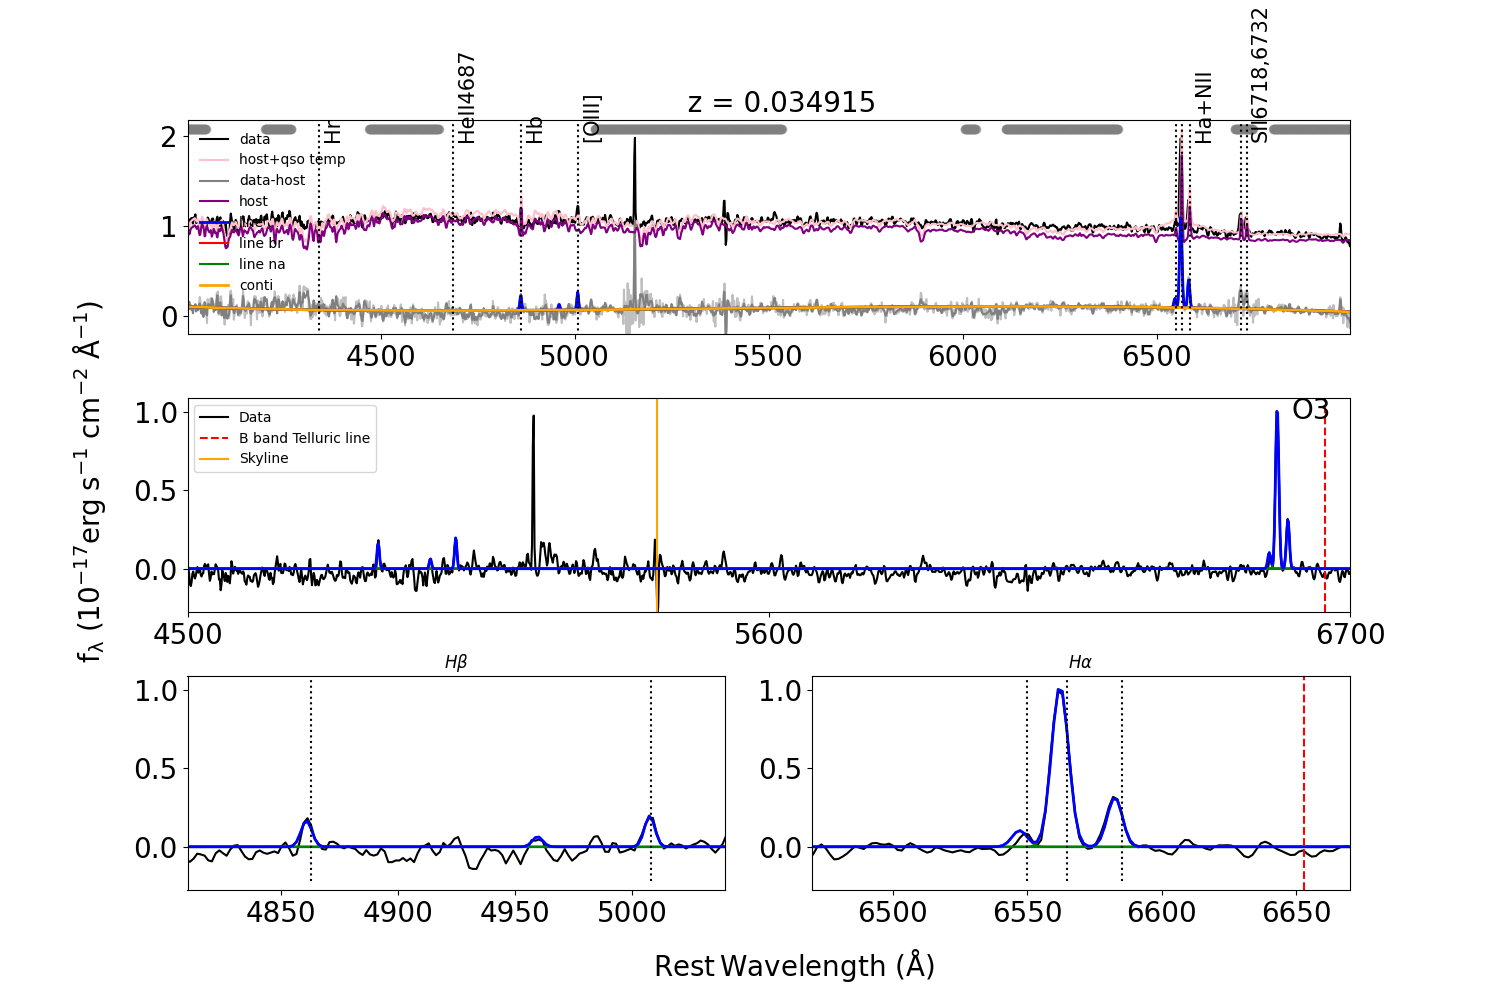 z = 0.034915
Hr
HeII4687
Hb
[OIII]
Ha+NII
SII6718,6732
data
host+qso temp
data-host
host
line br
line na
conti
2
1
0
4500
5000
5500
6000
6500
Data
B band Telluric line
Skyline
O3
1.0
0.5
0.0
4500
5600
6700
fλ (10−17erg s−1 cm−2 Å−1)
Hβ
1.0
0.5
0.0
4850
4900
4950
5000
Hα
1.0
0.5
0.0
6500
6550
6600
6650
Rest Wavelength (Å)